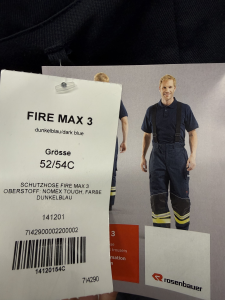 FIRE MAX 3
dunkelblau/dark blue
Grösse
52/54C
SCHUTZHOSE FIRE MAX 3
OBERSTOFF: NOMEX TOUGH, FARBE
DUNKELBLAU
141201
7142900002200002
14120154C
714290
3
rosenbauer